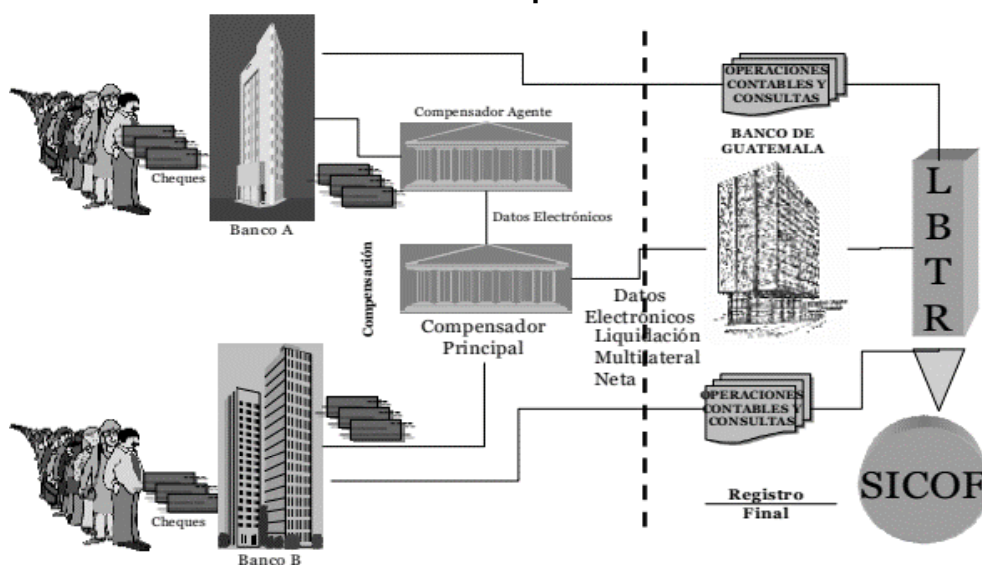 Cheques
Banco A
Compensador Agente
Datos Electrónicos
Compensación
Compensador
Principal
Datos
Electrónicos
Liquidación
Multilateral
Neta
OPERACIONES
CONTABLES Y
CONSULTAS
BANCO DE
GUATEMALA
L
B
T
R
Cheques
Banco B
OPERACIONES
CONTABLES Y
CONSULTAS
Registro
Final
SICOF